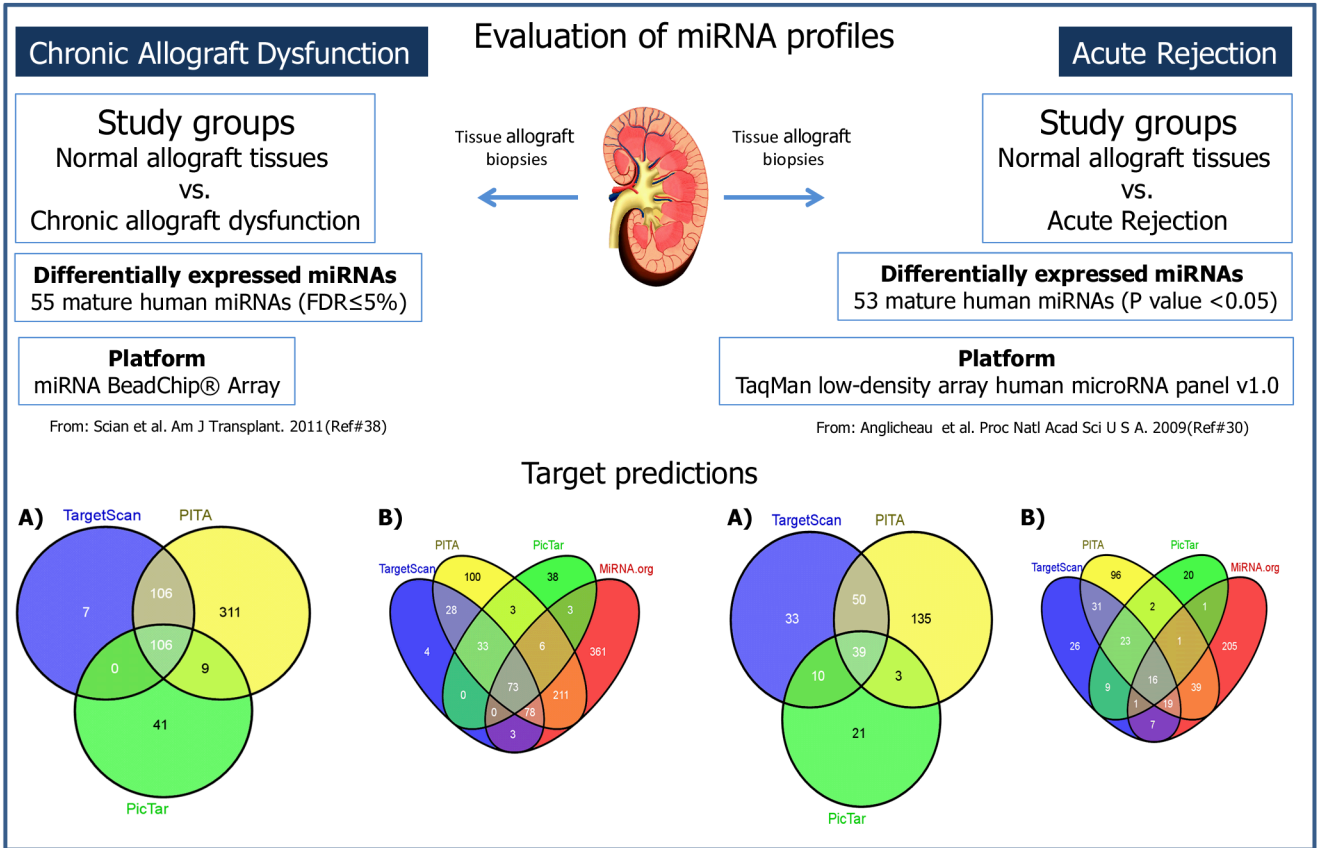 Evaluation of miRNA profiles
Chronic Allograft Dysfunction
Study groups
Normal allograft tissues
vs.
Chronic allograft dysfunction
Differentially expressed miRNAs
55 mature human miRNAs (FDR≤5%)
Platform
miRNA BeadChip® Array
From: Scian et al. Am J Transplant. 2011(Ref#38)
Tissue allograft
biopsies
Tissue allograft
biopsies
Acute Rejection
Study groups
Normal allograft tissues
vs.
Acute Rejection
Differentially expressed miRNAs
53 mature human miRNAs (P value <0.05)
Platform
TaqMan low-density array human microRNA panel v1.0
From: Anglicheau et al. Proc Natl Acad Sci U S A. 2009(Ref#30)
Target predictions
A)
TargetScan
PITA
106
7
311
106
0
9
41
PicTar
B)
PITA
PicTar
TargetScan
MiRNA.org
100
38
28
3
3
4
33
6
361
0
73
211
0
78
3
A)
TargetScan
PITA
50
33
135
39
10
3
21
PicTar
B)
PITA
PicTar
TargetScan
MiRNA.org
96
20
31
2
1
26
23
1
205
9
16
39
1
19
7